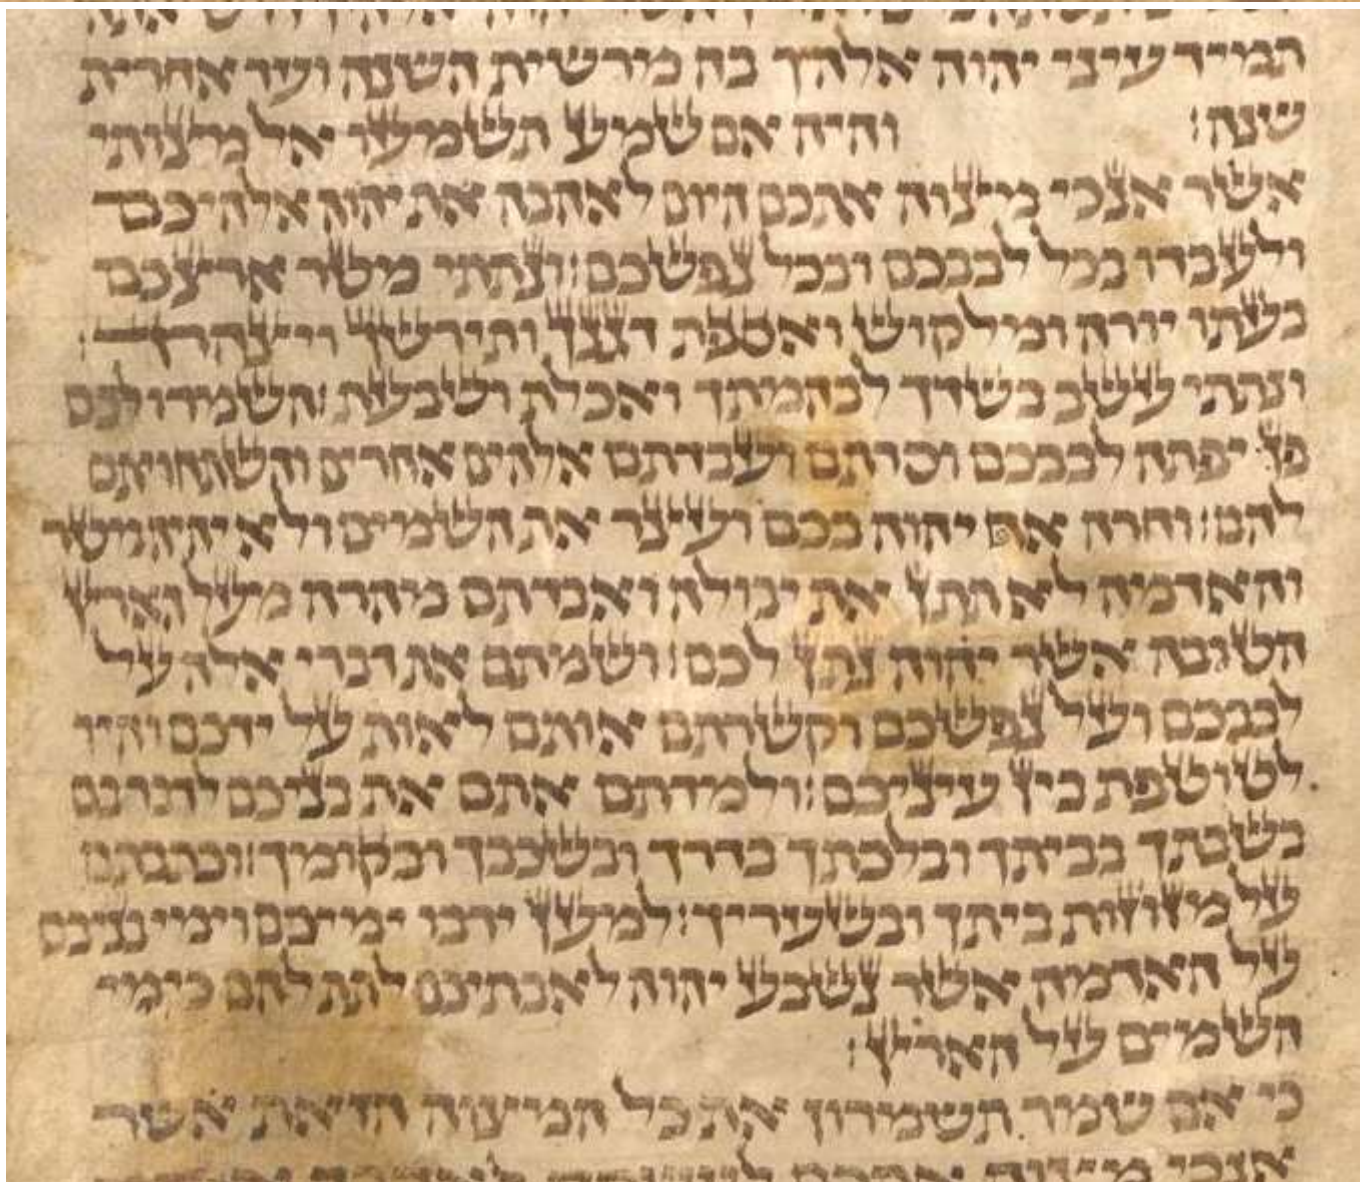 תמיד עיני יהוה אלהיך בה מרשית השנה ועד אחרית
שנה׃ והיה אם שמע תשמעו אל מצותי
אשר אנכי מצוה אתכם היום לאהבה את יהוה אלהיכם
ולעבדו בכל לבבכם ובכל נפשכם׃ ונתתי מטר ארצכם
בעתו יורה ומלקוש ואספת דגנך ותירשך ויצהרך׃
ונתתי עשב בשדך לבהמתך ואכלת ושבעת׃ השמרו לכם
פן יפתה לבבכם וסרתם ועבדתם אלהים אחרים והשתחויתם
להם׃ וחרה אף יהוה בכם ועצר את השמים ולא יהיה מטר
והאדמה לא תתן את יבולה ואבדתם מהרה מעל הארץ
הטובה אשר יהוה נתן לכם׃ ושמתם את דברי אלה על
לבבכם ועל נפשכם וקשרתם אותם לאות על ידכם והיו
לטוטפת בין עיניכם׃ ולמדתם אתם את בניכם לדבר בם
בשבתך בביתך ובלכתך בדרך ובשכבך ובקומך׃ וכתבתם
על מזוזות ביתך ובשעריך׃ למען ירבו ימיכם וימי בניכם
על האדמה אשר נשבע יהוה לאבתיכם לתת להם כימי
השמים על הארץ׃
כי אם שמור תשמרון את כל המצוה הזאת אשר